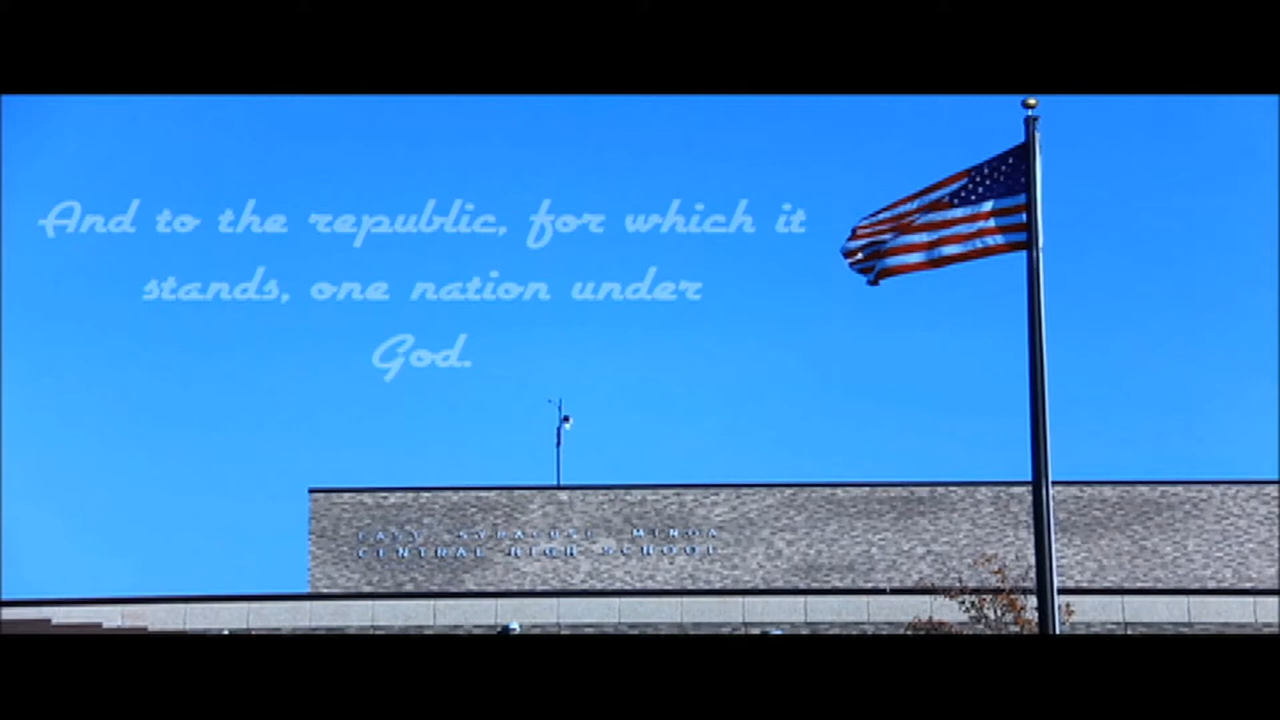 And to the republic, for which it
stands, one nation under
God.
EAST SYRACUSE MINOA
CENTRAL HIGH SCHOOL